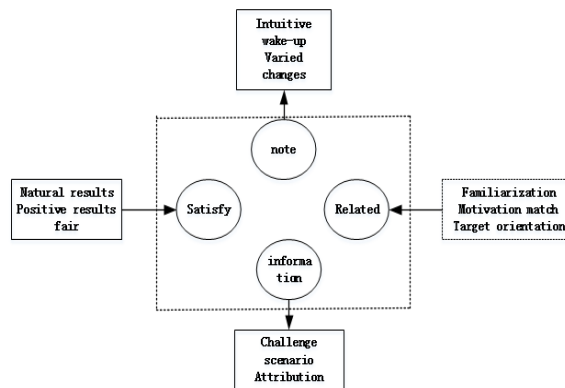 Intuitive
wake-up
Varied
changes
note
Natural results
Positive results
fair
Satisfy
Related
Familiarization
Motivation match
Target orientation
informa
tion
Challenge
scenario
Attribution